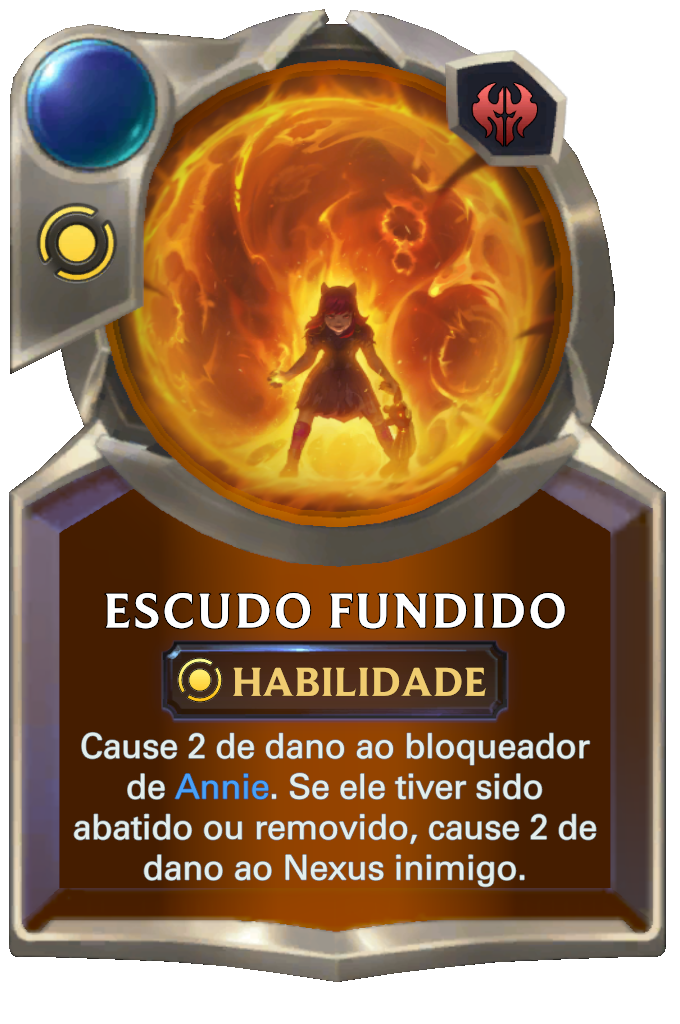 ESCUDO FUNDIDO
HABILIDADE
Cause 2 de dano ao bloqueador
de Annie. Se ele tiver sido
abatido ou removido, cause 2 de
dano ao Nexus inimigo.